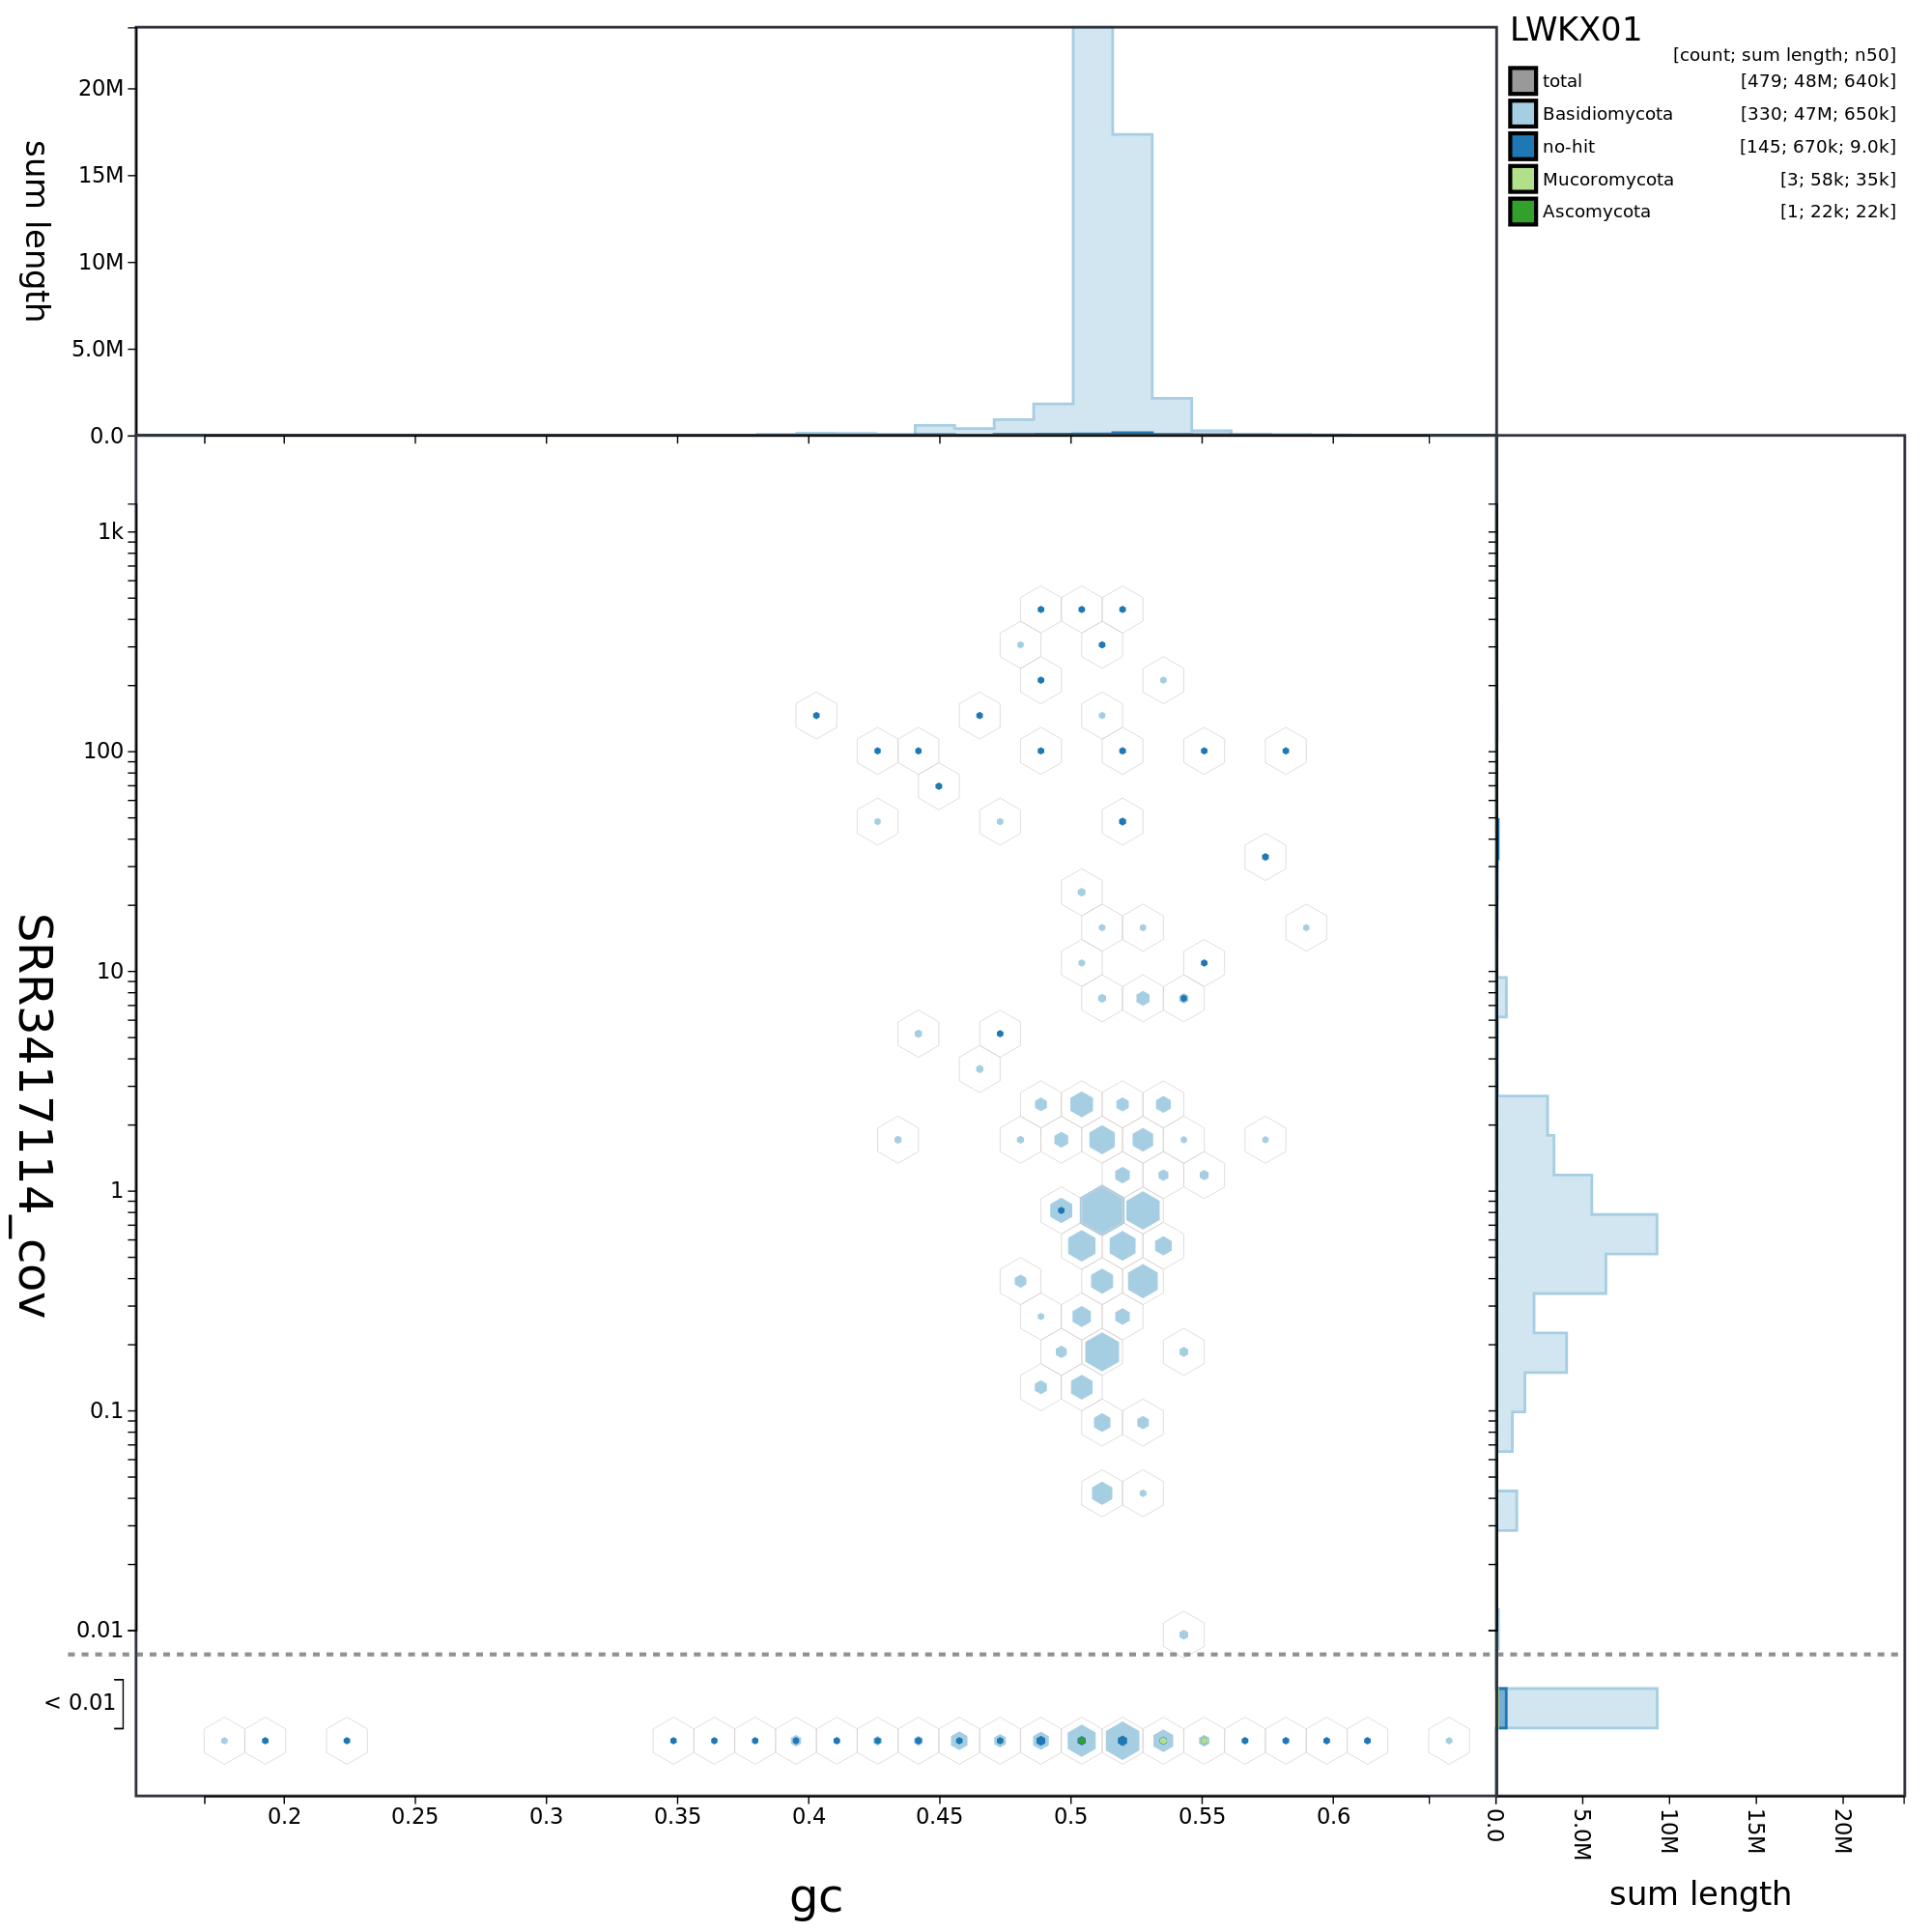 LWKX01
[count; sum length; n50]
total [479; 48M; 640k]
Basidiomycota [330; 47M; 650k]
no-hit [145; 670k; 9.0k]
Mucoromycota [3; 58k; 35k]
Ascomycota [1; 22k; 22k]
sum length
20M
15M
10M
5.0M
0.0
SRR3417114_cov
1k
100
10
1
0.1
0.01
< 0.01
0.2 0.25 0.3 0.35 0.4 0.45 0.5 0.55 0.6
gc
0.0 5.0M 10M 15M 20M
sum length